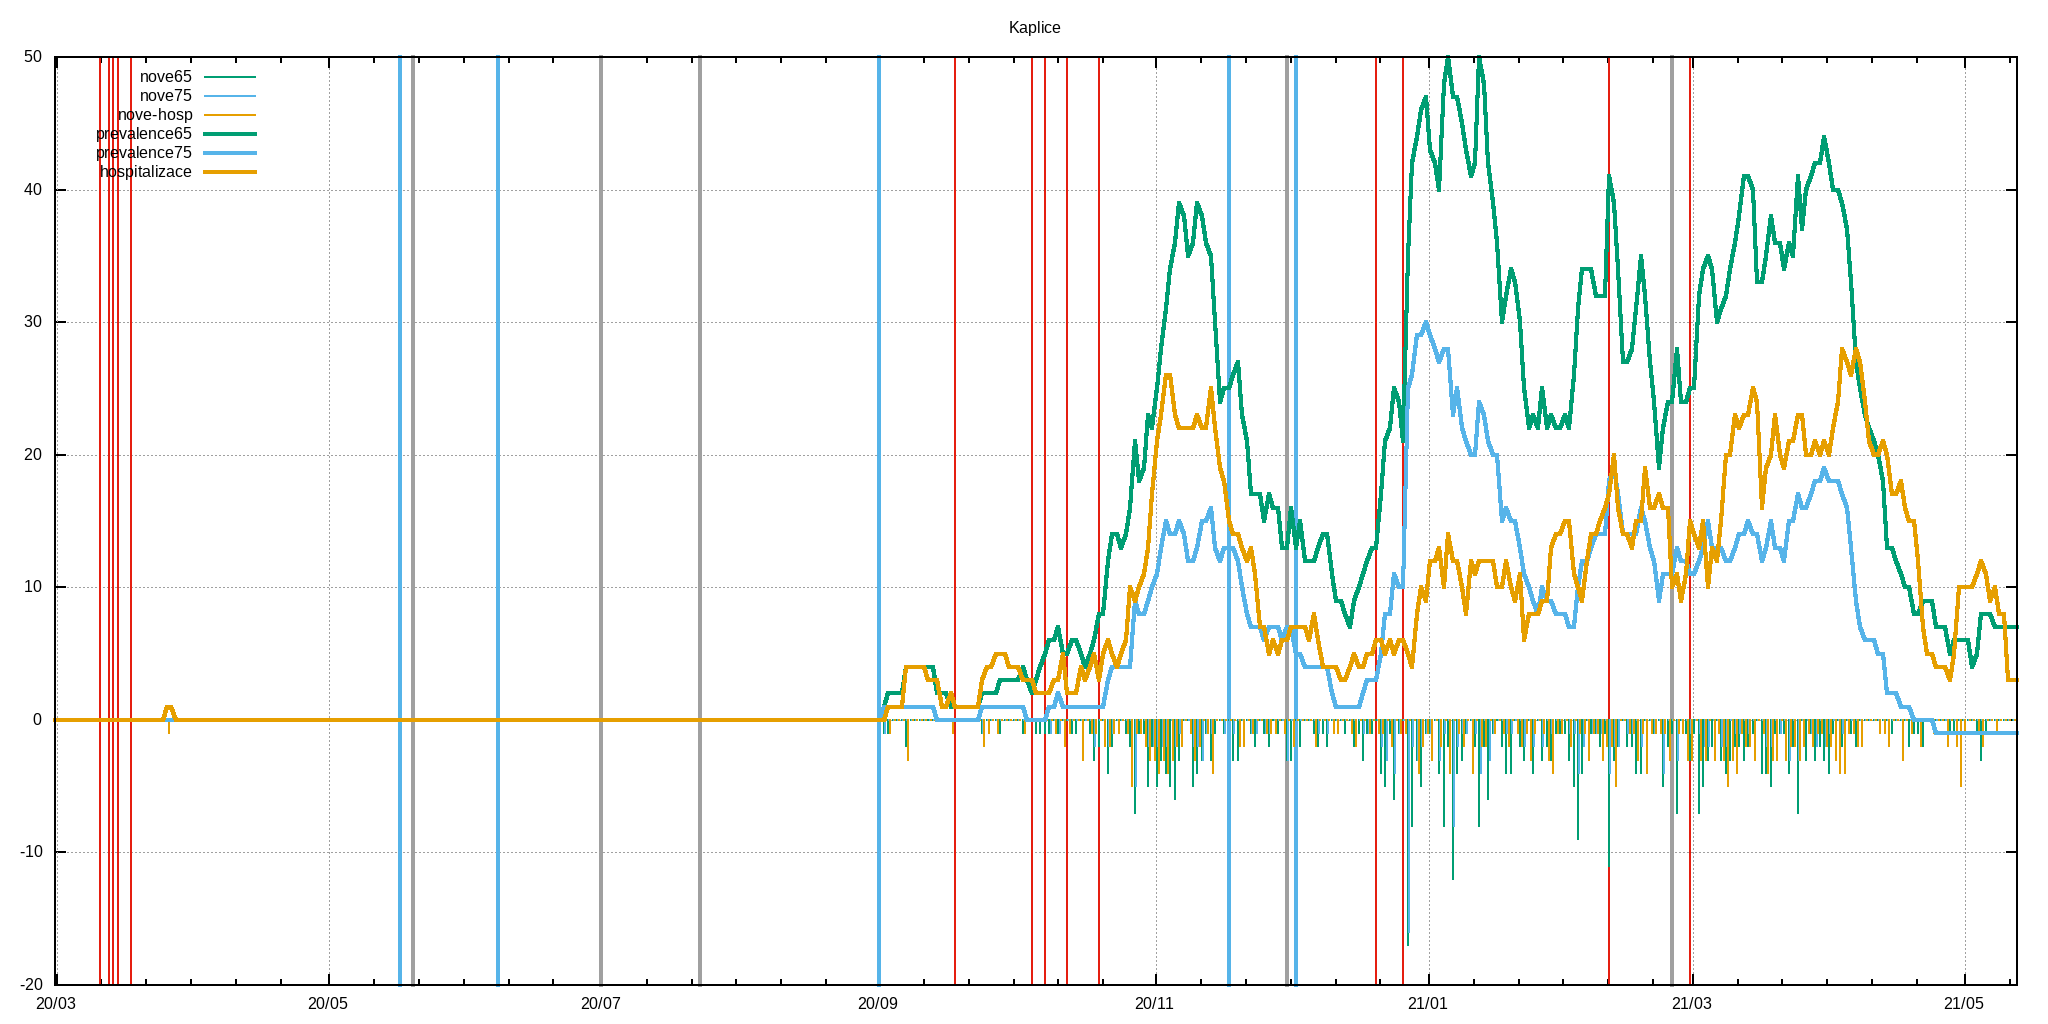 Kaplice
50
nove65
nove75
nove-hosp
prevalence65
prevalence75
hospitalizace
40
30
20
10
0
-10
-20
20/03 20/05 20/07 20/09 20/11 21/01 21/03 21/05